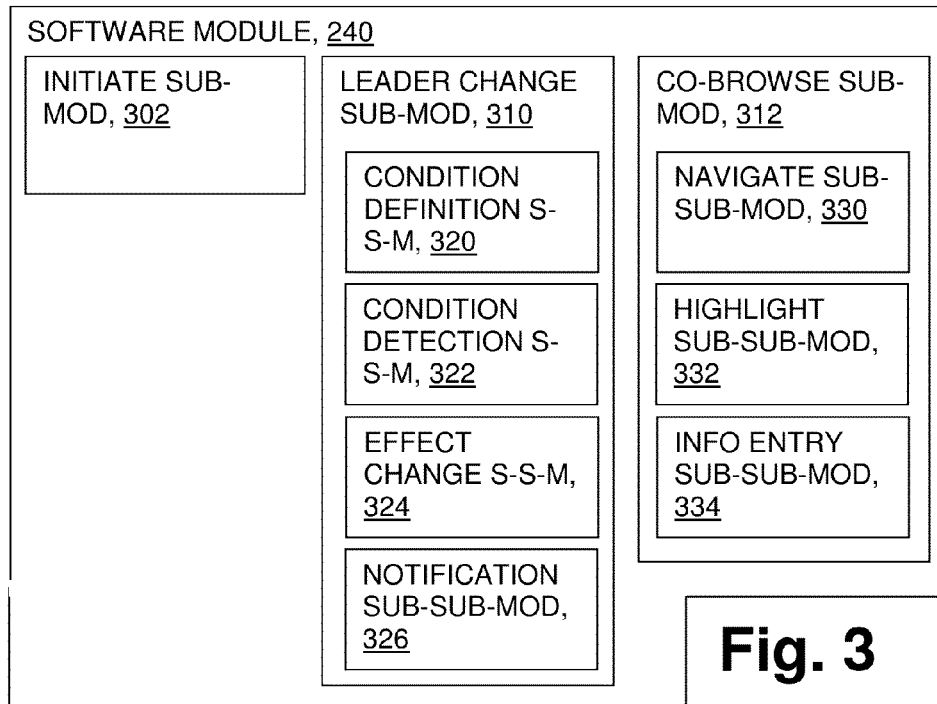 SOFTWARE MODULE, 240
INITIATE SUB-
MOD, 302
LEADER CHANGE
SUB-MOD, 310
CONDITION
DEFINITION S-
S-M, 320
CONDITION
DETECTION S-
S-M, 322
EFFECT
CHANGE S-S-M,
324
NOTIFICATION
SUB-SUB-MOD,
326
CO-BROWSE SUB-
MOD, 312
NAVIGATE SUB-
SUB-MOD, 330
HIGHLIGHT
SUB-SUB-MOD,
332
INFO ENTRY
SUB-SUB-MOD,
334
Fig. 3